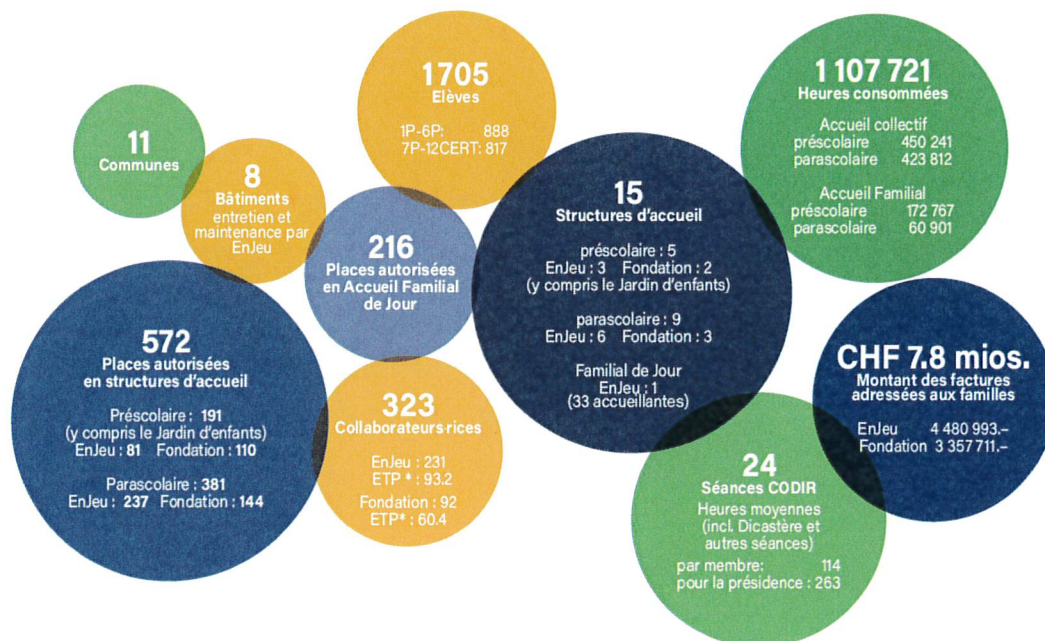 11
Communes
8
Bâtiments
entretien et
maintenance par
EnJeu
1705
Elèves
1P-6P: 888
7P-12CERT: 817
216
Places autorisées
en Accueil Familial
de Jour
15
Structures d'accueil
préscolaire : 5
EnJeu : 3 Fondation : 2
(y compris le Jardin d'enfants)
parascolaire : 9
EnJeu : 6 Fondation : 3
Familial de Jour
EnJeu : 1
(33 accueillantes)
1 107 721
Heures consommées
Accueil collectif
préscolaire 450 241
parascolaire 423 812
Accueil Familial
préscolaire 172 767
parascolaire 60 901
572
Places autorisées
en structures d'accueil
Préscolaire : 191
(y compris le Jardin d'enfants)
EnJeu : 81 Fondation : 110
Parascolaire : 381
EnJeu : 237 Fondation : 144
323
Collaborateurs·rices
EnJeu : 231
ETP * : 93.2
Fondation : 92
ETP* : 60.4
CHF 7.8 mios.
Montant des factures
adressées aux familles
EnJeu 4 480 993.–
Fondation 3 357 711.–
24
Séances CODIR
Heures moyennes
(incl. Dicastère et
autres séances)
par membre: 114
pour la présidence : 263